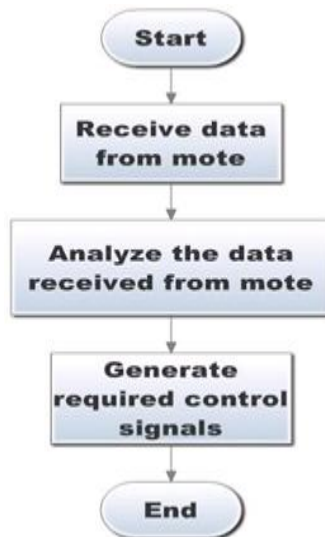 Start
Receive data
from mote
Analyze the data
received from mote
Generate
required control
signals
End